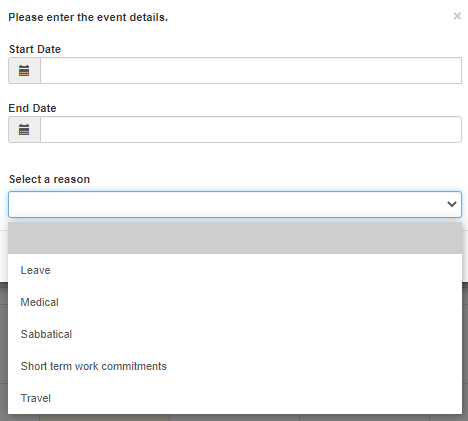 Please enter the event details.
×
Start Date
End Date
Select a reason
Leave
Medical
Sabbatical
Short term work commitments
Travel